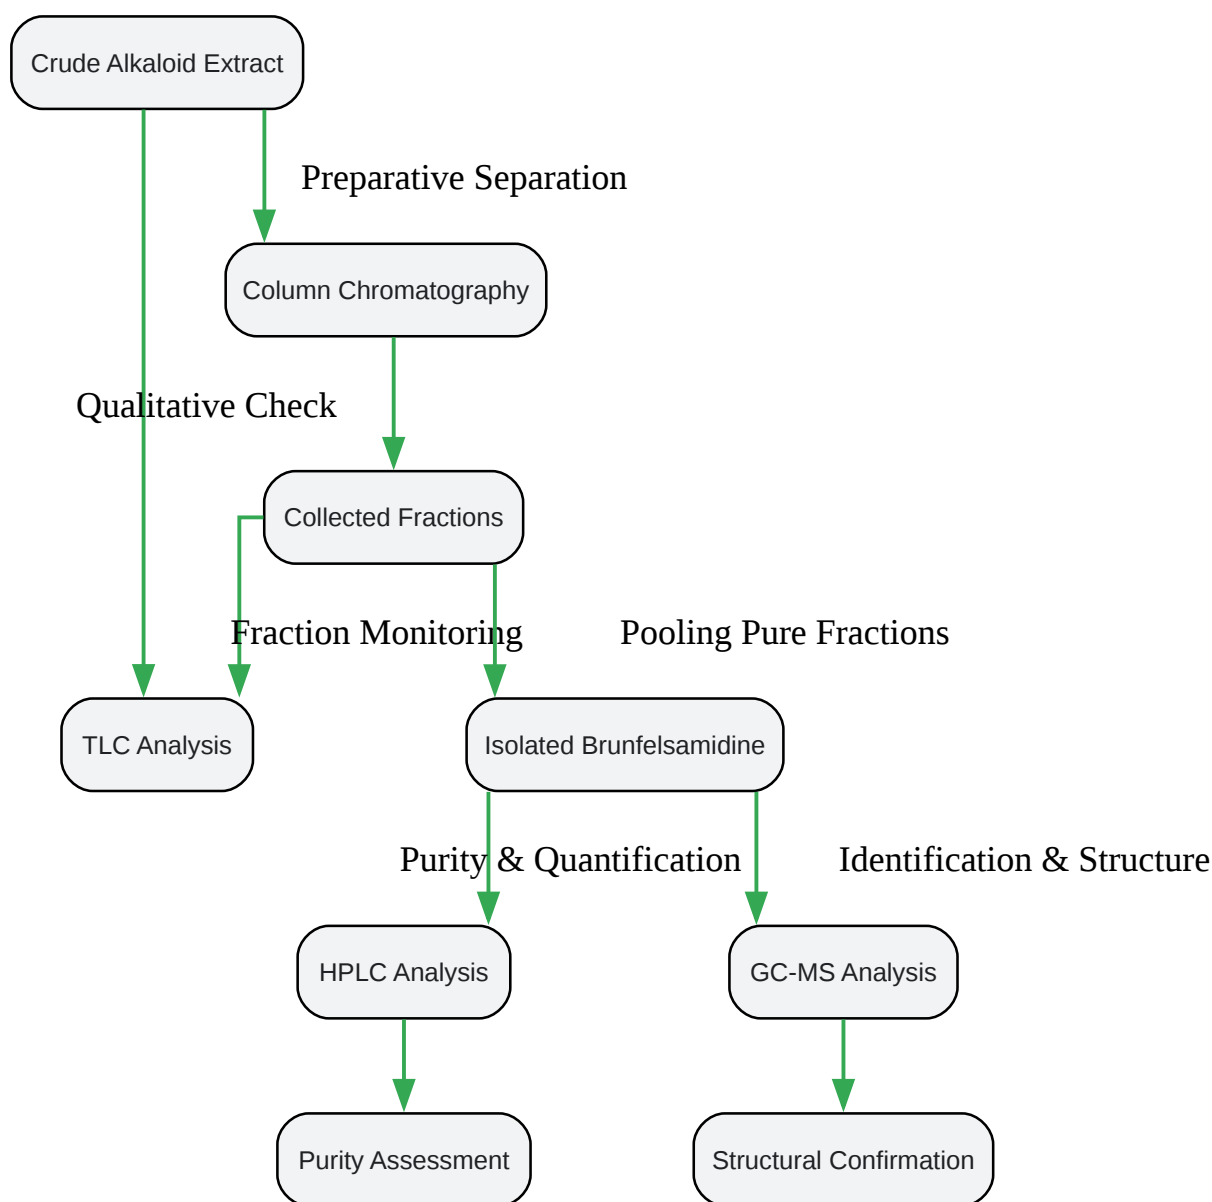 Crude Alkaloid Extract
Preparative Separation
Column Chromatography
Qualitative Check
Collected Fractions
Fraction Monitoring
Pooling Pure Fractions
TLC Analysis
Isolated Brunfelsamidine
Purity & Quantification
Identification & Structure
HPLC Analysis
GC-MS Analysis
Purity Assessment
Structural Confirmation